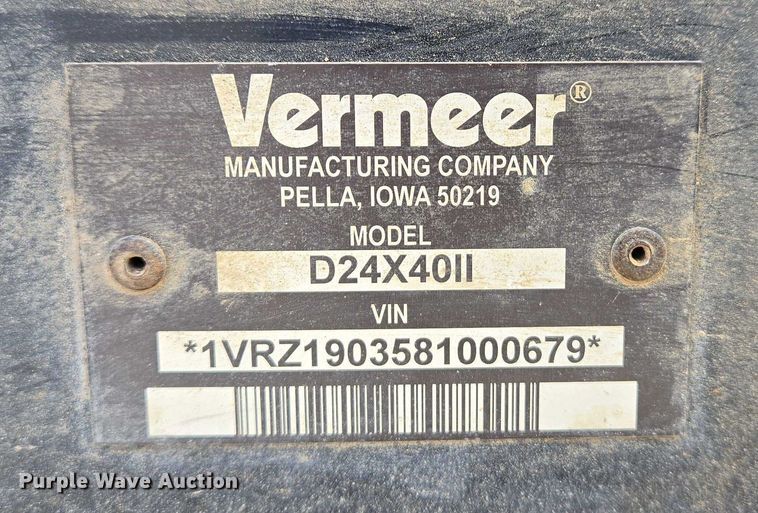 Vermeer®
MANUFACTURING COMPANY
PELLA, IOWA 50219
MODEL
D24X40II
VIN
*1VRZ1903581000679*
Purple Wave Auction